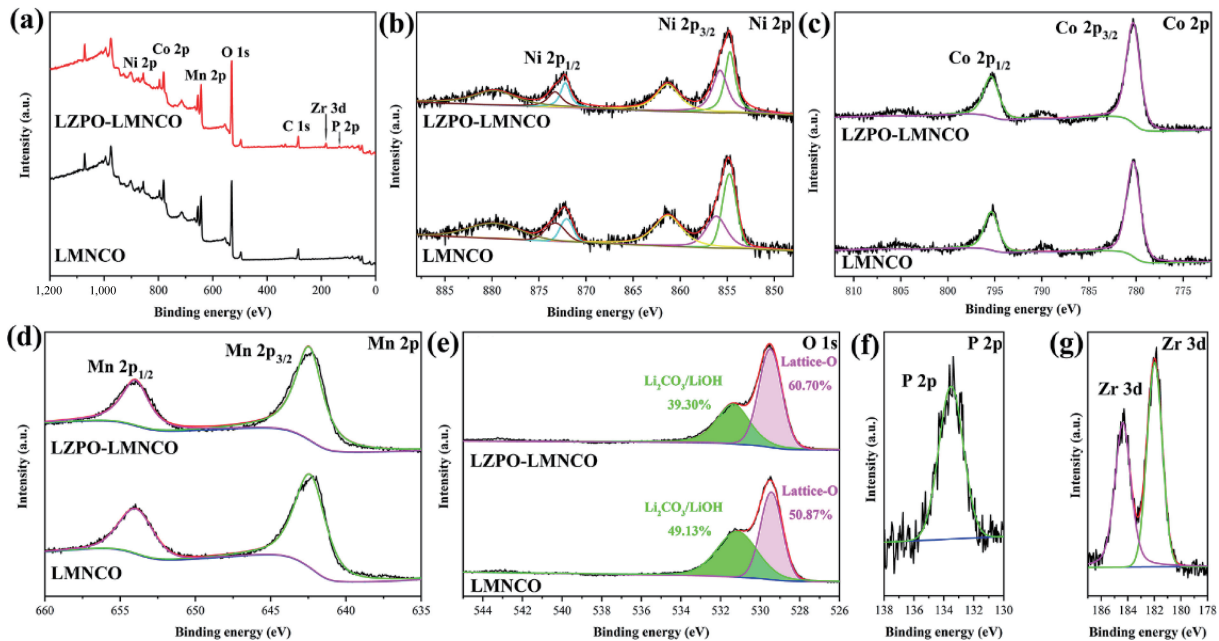 (a)
Ni 2p
Co 2p
Mn 2p
O 1s
C 1s
Zr 3d
P 2p
LZPO-LMNCO
LMNCO
Intensity (a.u.)
1,200 1,000 800 600 400 200 0
Binding energy (eV)
(b)
Ni 2p
Ni 2p3/2
Ni 2p1/2
LZPO-LMNCO
LMNCO
Intensity (a.u.)
885 880 875 870 865 860 855 850
Binding energy (eV)
(c)
Co 2p
Co 2p3/2
Co 2p1/2
LZPO-LMNCO
LMNCO
Intensity (a.u.)
810 805 800 795 790 785 780 775
Binding energy (eV)
(d)
Mn 2p
Mn 2p3/2
Mn 2p1/2
LZPO-LMNCO
LMNCO
Intensity (a.u.)
660 655 650 645 640 635
Binding energy (eV)
(e)
O 1s
Lattice-O
60.70%
Li2CO3/LiOH
39.30%
LZPO-LMNCO
Lattice-O
50.87%
Li2CO3/LiOH
49.13%
LMNCO
Intensity (a.u.)
544 542 540 538 536 534 532 530 528 526
Binding energy (eV)
(f)
P 2p
P 2p
Intensity (a.u.)
138 136 134 132 130
Binding energy (eV)
(g)
Zr 3d
Zr 3d
Intensity (a.u.)
186 184 182 180 178
Binding energy (eV)